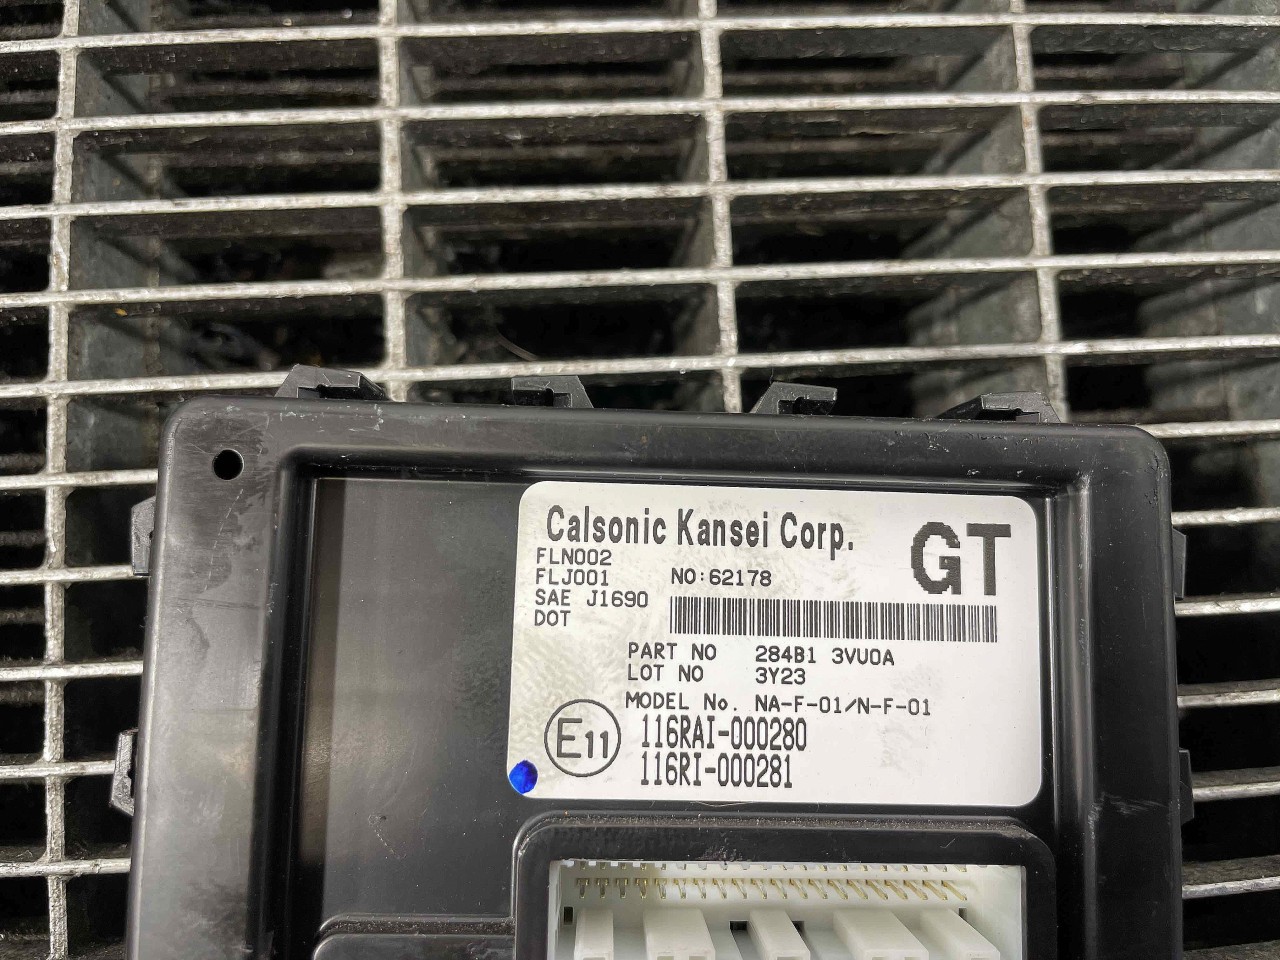 Calsonic Kansei Corp.
GT
FLN002
FLJ001
NO:62178
SAE J1690
DOT
PART NO 284B1 3VU0A
LOT NO 3Y23
MODEL No. NA-F-01/N-F-01
E11
116RAI-000280
116RI-000281